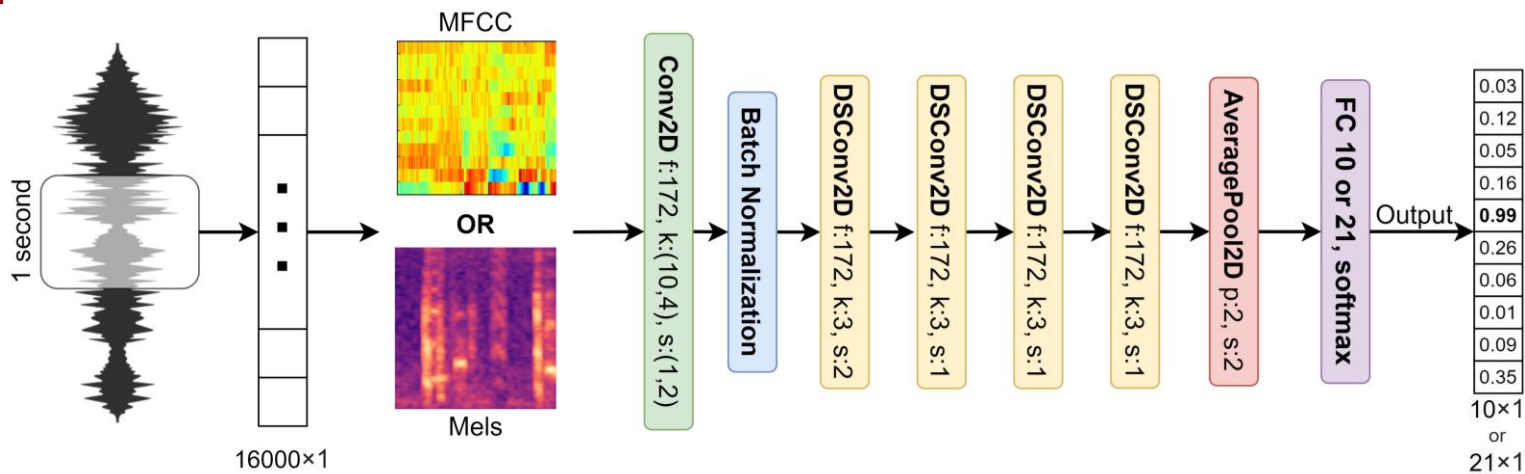 1 second
16000×1
MFCC
OR
Mels
Conv2D f:172, k:(10,4), s:(1,2)
Batch Normalization
DSConv2D f:172, k:3, s:2
DSConv2D f:172, k:3, s:1
DSConv2D f:172, k:3, s:1
DSConv2D f:172, k:3, s:1
AveragePool2D p:2, s:2
FC 10 or 21, softmax
Output
0.03
0.12
0.05
0.16
0.99
0.26
0.06
0.01
0.09
0.35
10×1
or
21×1